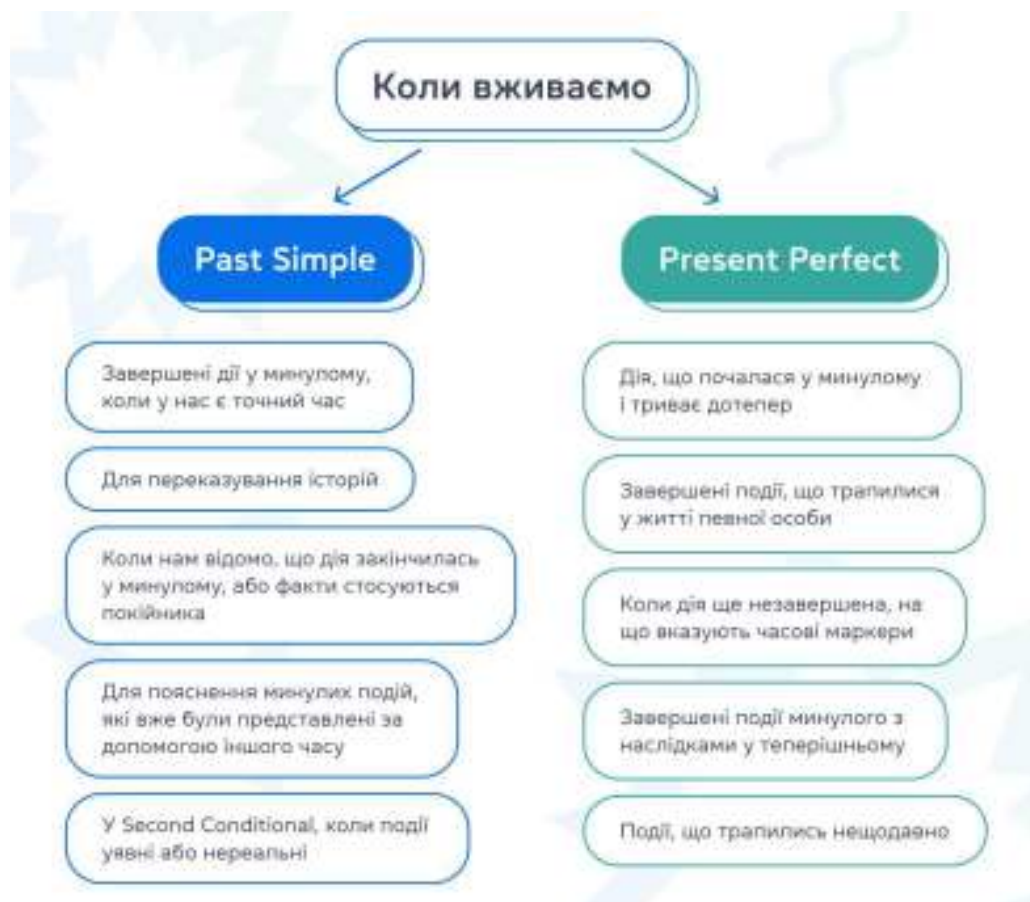 Коли вживаємо
Past Simple
Завершені дії у минулому,
коли у нас є точний час
Для переказування історій
Коли нам відомо, що дія закінчилась
у минулому, або факти стосуються
покійника
Для пояснення минулих подій,
які вже були представлені за
допомогою іншого часу
У Second Conditional, коли події
уявні або нереальні
Present Perfect
Дія, що почалася у минулому
і триває дотепер
Завершені події, що трапилися
у житті певної особи
Коли дія ще незавершена, на
що вказують часові маркери
Завершені події минулого з
наслідками у теперішньому
Події, що трапились нещодавно